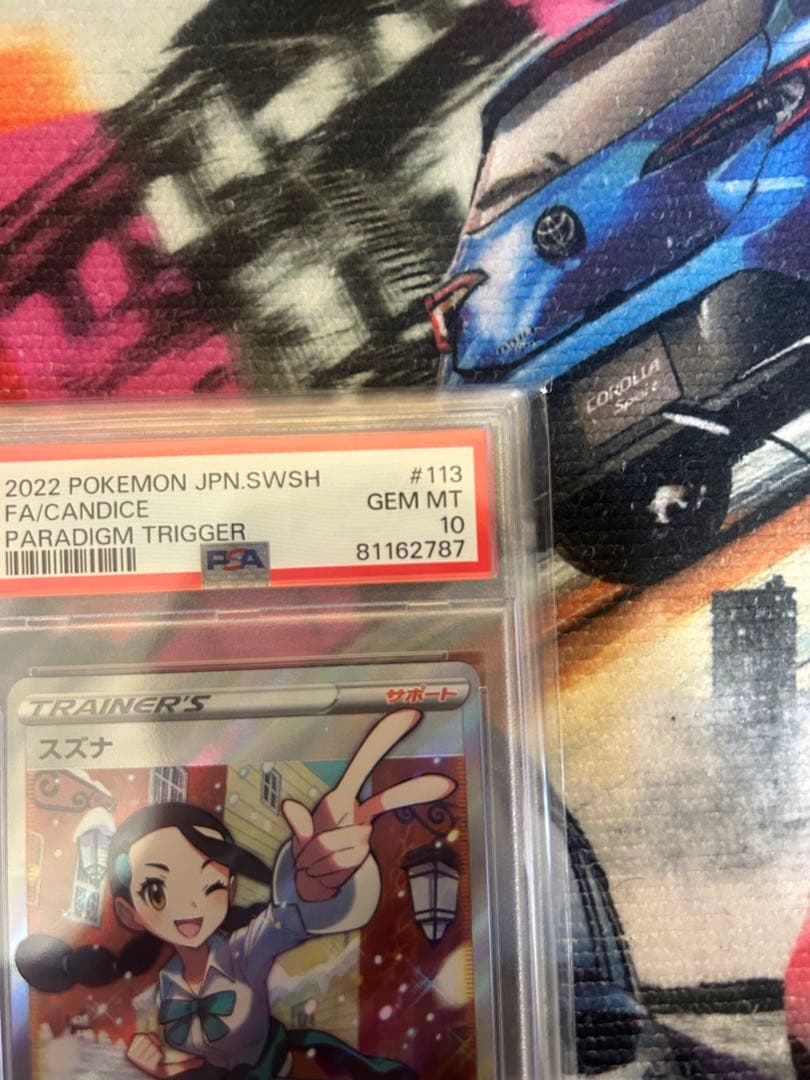 COROLLA
Sport
2022 POKEMON JPN.SWSH #113
FA/CANDICE GEM MT
PARADIGM TRIGGER 10
PSA 81162787
TRAINER'S サポート
スズナ